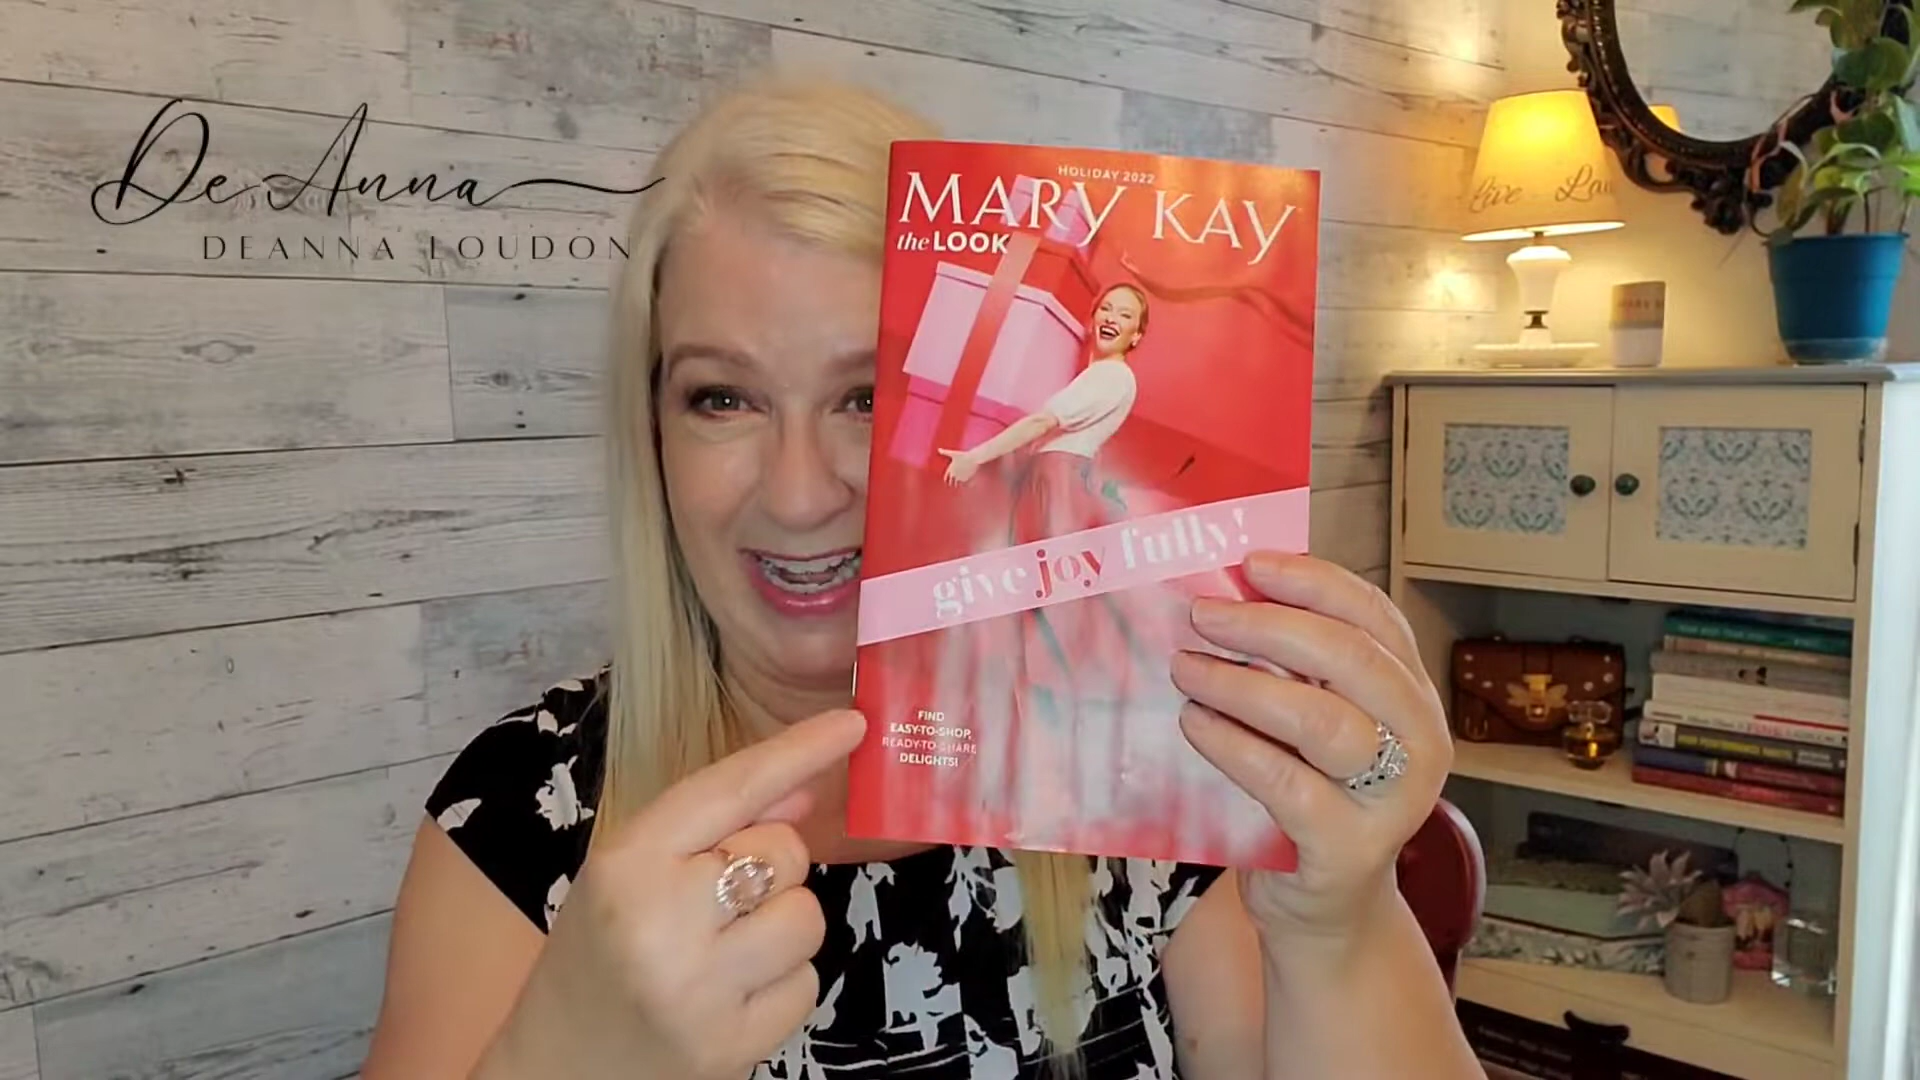 DeAnna
DEANNA LOUDON
HOLIDAY 2022
MARY KAY
the LOOK
give joy fully!
FIND
EASY-TO-SHOP,
READY-TO-SHARE
DELIGHTS!
Live